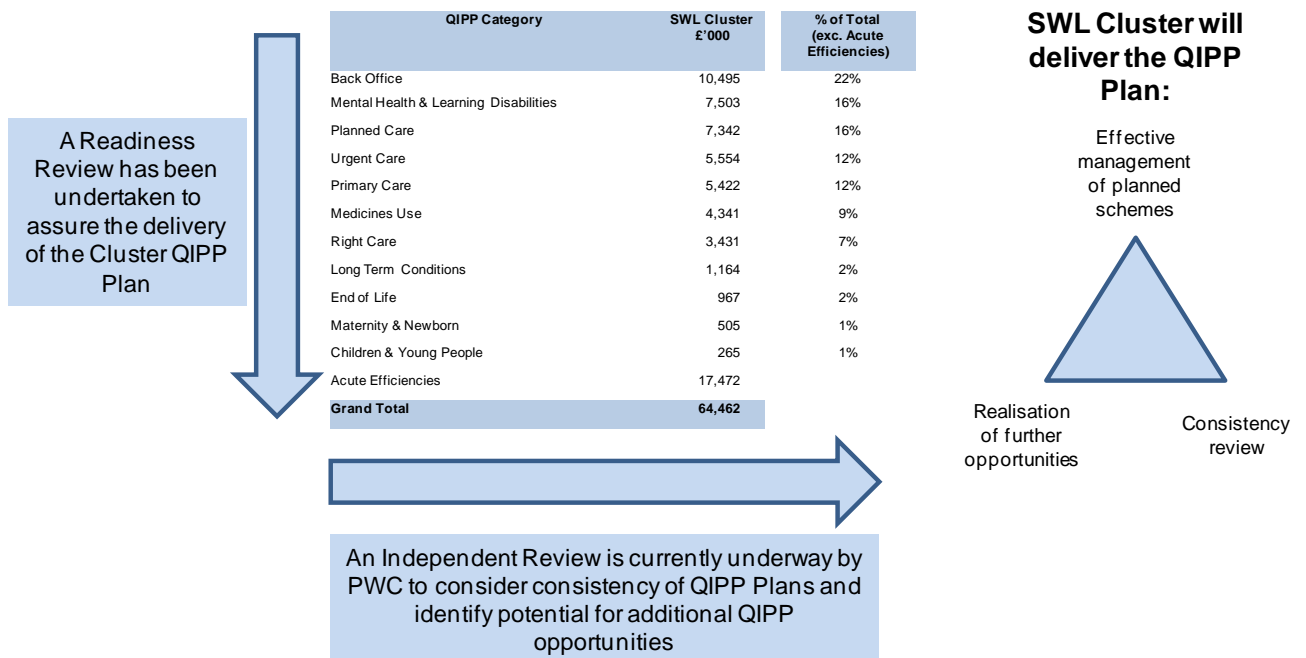 QIPP Category SWL Cluster £'000 % of Total (exc. Acute Efficiencies)
Back Office 10,495 22%
Mental Health & Learning Disabilities 7,503 16%
Planned Care 7,342 16%
Urgent Care 5,554 12%
Primary Care 5,422 12%
Medicines Use 4,341 9%
Right Care 3,431 7%
Long Term Conditions 1,164 2%
End of Life 967 2%
Maternity & Newborn 505 1%
Children & Young People 265 1%
Acute Efficiencies 17,472
Grand Total 64,462
A Readiness
Review has been
undertaken to
assure the delivery
of the Cluster QIPP
Plan
An Independent Review is currently underway by
PWC to consider consistency of QIPP Plans and
identify potential for additional QIPP
opportunities
SWL Cluster will
deliver the QIPP
Plan:
Effective
management
of planned
schemes
Realisation
of further
opportunities
Consistency
review